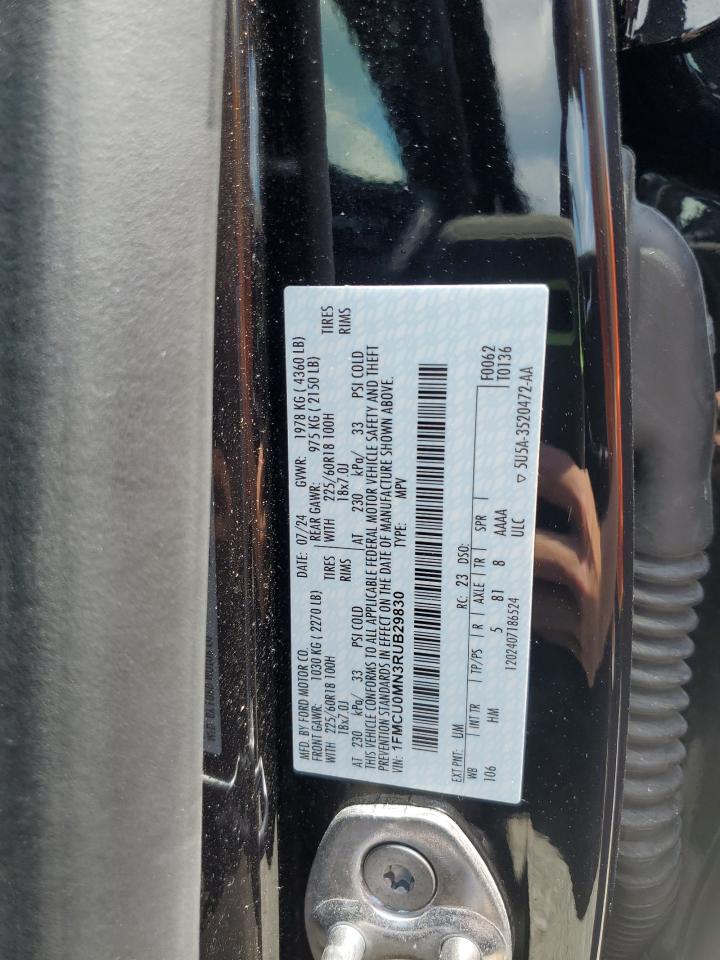 MFD. BY FORD MOTOR CO. DATE: 07/24 GVWR: 1978 KG ( 4360 LB)
FRONT GAWR: 1030 KG (2270 LB) REAR GAWR: 975 KG ( 2150 LB)
WITH 225/60R18 100H TIRES WITH 225/60R18 100H TIRES
18x7.0J RIMS 18x7.0J RIMS
AT 230 kPa/ 33 PSI COLD AT 230 kPa/ 33 PSI COLD
THIS VEHICLE CONFORMS TO ALL APPLICABLE FEDERAL MOTOR VEHICLE SAFETY AND THEFT
PREVENTION STANDARDS IN EFFECT ON THE DATE OF MANUFACTURE SHOWN ABOVE.
VIN: 1FMCU0MN3RUB29830 TYPE: MPV
EXT PNT: UM RC: 23 DSO: F0062
WB INT TR TP/PS R AXLE TR SPR T0136
106 HM 5 81 8 AAAA
ULC
1202407186524 ▽ 5U5A-3520472-AA